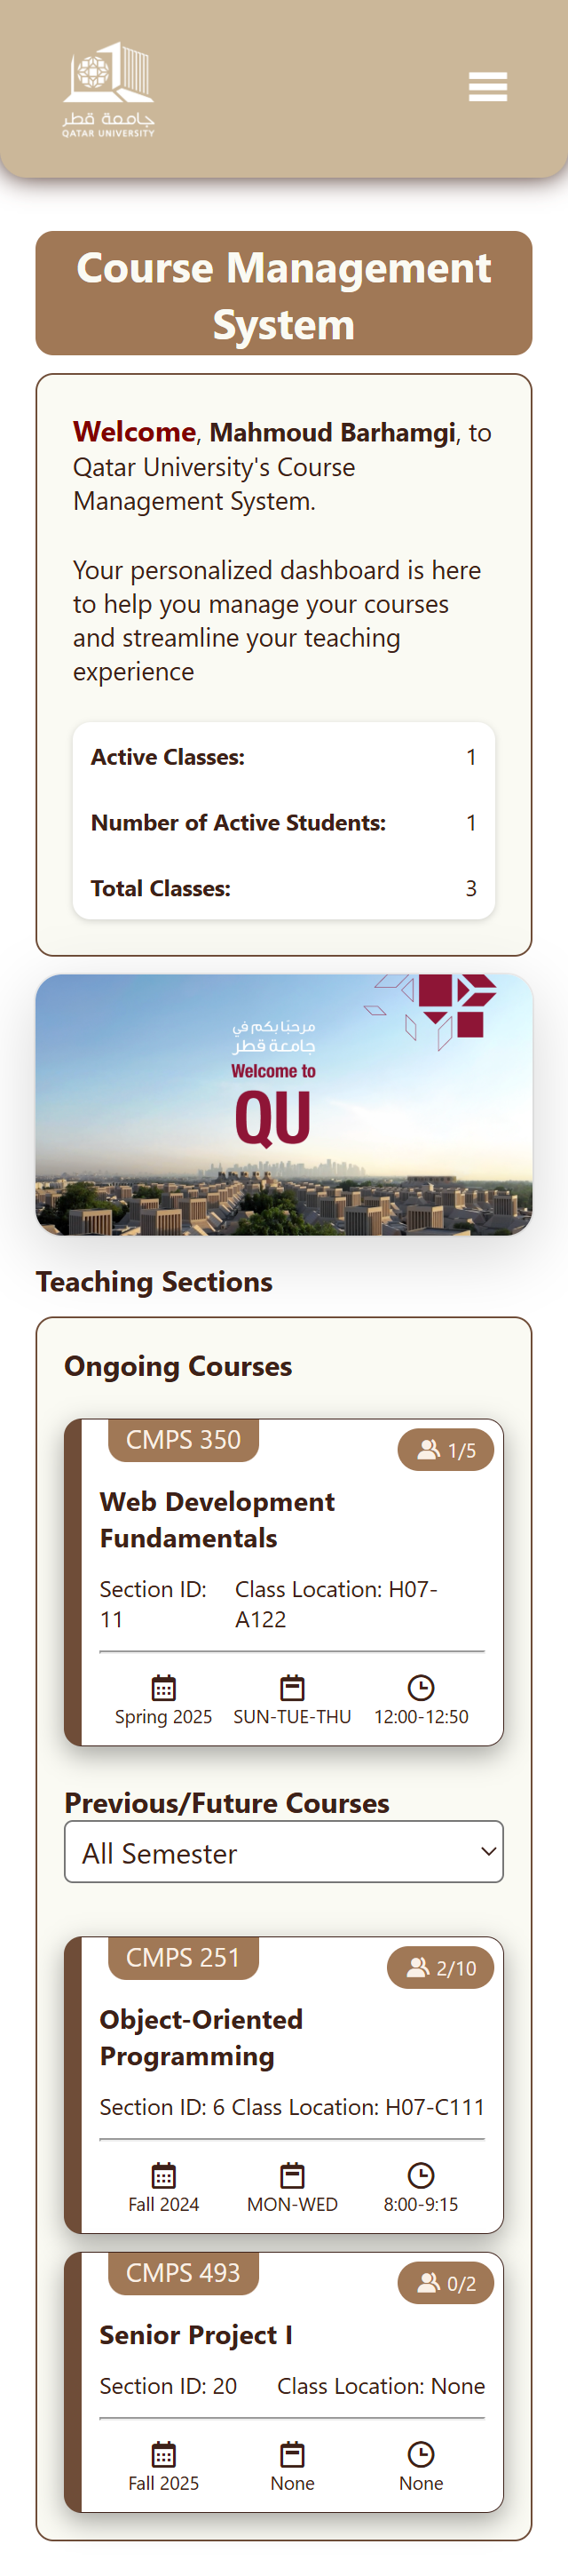 جامعة قطر
QATAR UNIVERSITY
Course Management
System
Welcome, Mahmoud Barhamgi, to
Qatar University's Course
Management System.
Your personalized dashboard is here
to help you manage your courses
and streamline your teaching
experience
Active Classes: 1
Number of Active Students: 1
Total Classes: 3
مرحبًا بكم في
جامعة قطر
Welcome to
QU
Teaching Sections
Ongoing Courses
CMPS 350 1/5
Web Development
Fundamentals
Section ID: Class Location: H07-
11 A122
Spring 2025 SUN-TUE-THU 12:00-12:50
Previous/Future Courses
All Semester
CMPS 251 2/10
Object-Oriented
Programming
Section ID: 6 Class Location: H07-C111
Fall 2024 MON-WED 8:00-9:15
CMPS 493 0/2
Senior Project I
Section ID: 20 Class Location: None
Fall 2025 None None